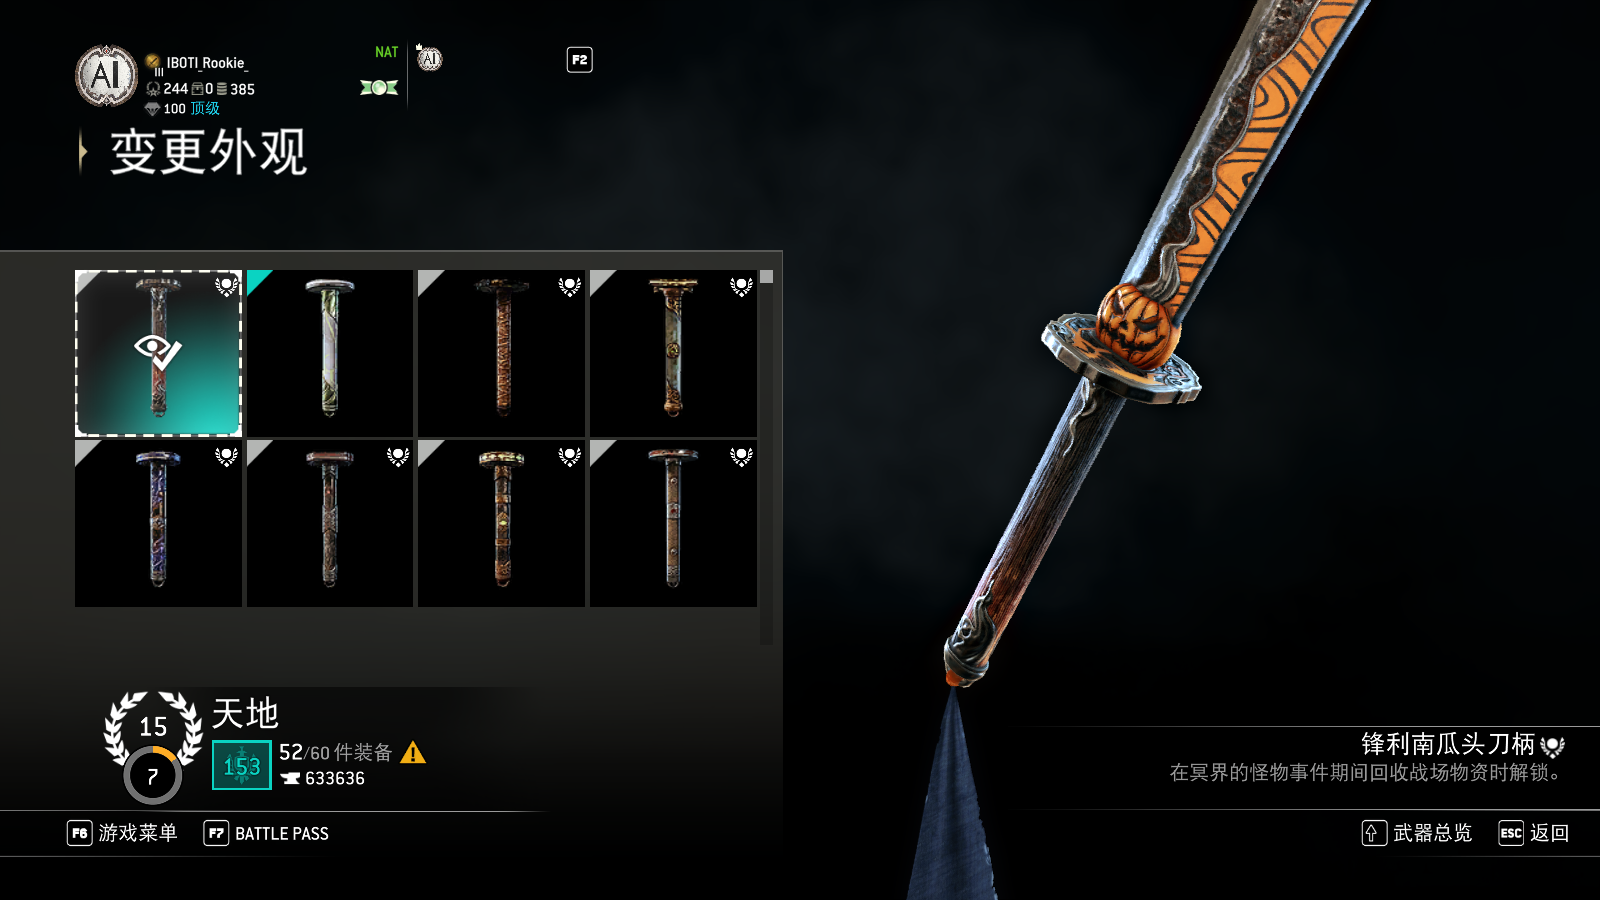 AI
IBOTI_Rookie_
III
244 0 385
100 顶级
NAT
AI
F2
变更外观
15
7
天地
153
52/60 件装备
633636
锋利南瓜头刀柄
在冥界的怪物事件期间回收战场物资时解锁。
F6 游戏菜单
F7 BATTLE PASS
武器总览
ESC 返回